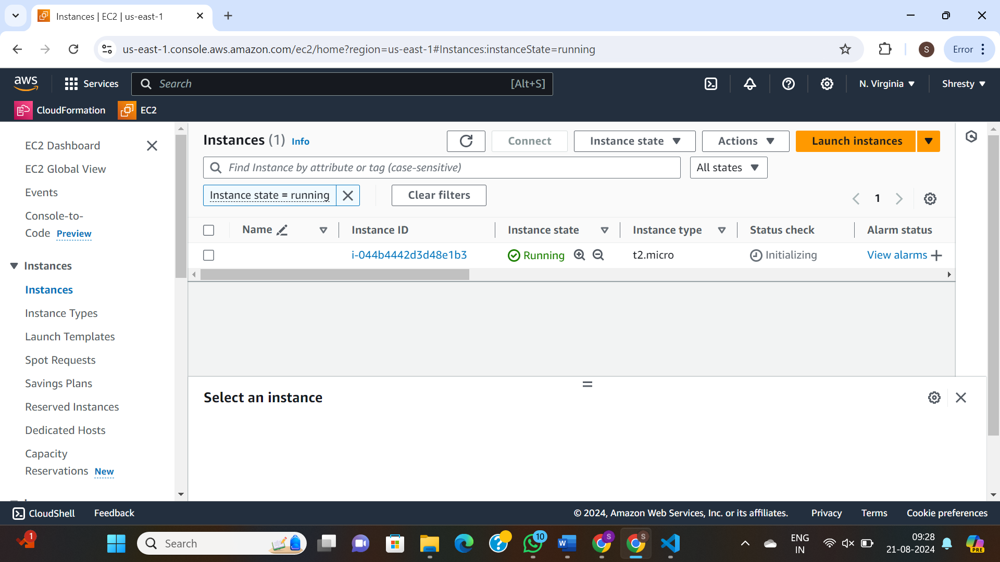 Instances | EC2 | us-east-1
us-east-1.console.aws.amazon.com/ec2/home?region=us-east-1#Instances:instanceState=running
S
Error
aws
Services
Search
[Alt+S]
N. Virginia
Shresty
CloudFormation
EC2
EC2 Dashboard
EC2 Global View
Events
Console-to-
Code Preview
Instances
Instances
Instance Types
Launch Templates
Spot Requests
Savings Plans
Reserved Instances
Dedicated Hosts
Capacity
Reservations New
Instances (1) Info
Connect
Instance state
Actions
Launch instances
Find Instance by attribute or tag (case-sensitive)
All states
Instance state = running
Clear filters
1
Name
Instance ID
Instance state
Instance type
Status check
Alarm status
i-044b4442d3d48e1b3
Running
t2.micro
Initializing
View alarms
Select an instance
CloudShell
Feedback
© 2024, Amazon Web Services, Inc. or its affiliates.
Privacy
Terms
Cookie preferences
1
Search
10
W
S
S
ENG
IN
09:28
21-08-2024
PRE